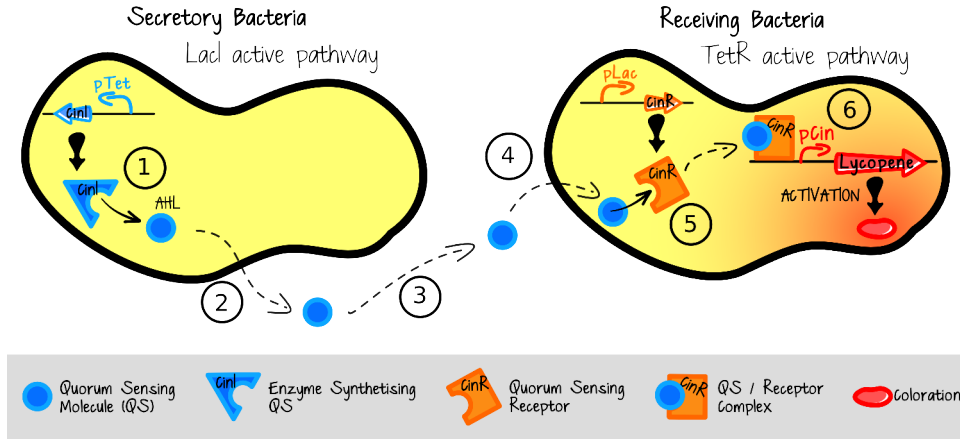 Secretory Bacteria
LacI active pathway
pTet
CinI
1
CinI
AHL
2
3
4
Receiving Bacteria
TetR active pathway
pLac
CinR
CinR
5
CinR
6
pCin
Lycopene
ACTIVATION
Quorum Sensing
Molecule (QS)
CinI
Enzyme Synthetising
QS
CinR
Quorum Sensing
Receptor
CinR
QS / Receptor
Complex
Coloration